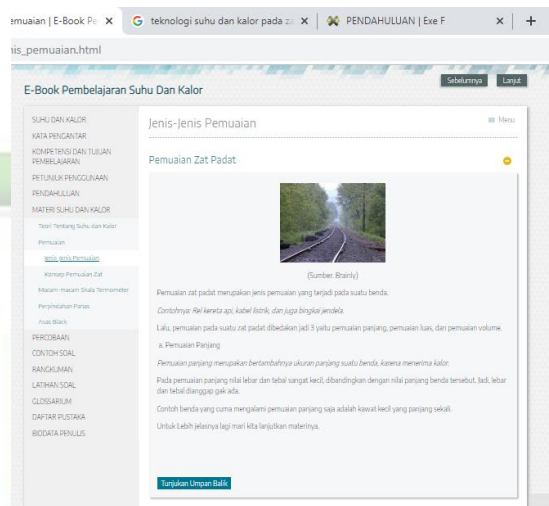 emuaian | E-Book Pe
teknologi suhu dan kalor pada za
PENDAHULUAN | Exe F
is_pemuaian.html
Sebelumnya
Lanjut
E-Book Pembelajaran Suhu Dan Kalor
SUHU DAN KALOR
KATA PENGANTAR
KOMPETENSI DAN TUJUAN
PEMBELAJARAN
PETUNJUK PENGGUNAAN
PENDAHULUAN
MATERI SUHU DAN KALOR
Teori Tentang Suhu dan Kalor
Pemuaian
Jenis-Jenis Pemuaian
Konsep Pemuaian Zat
Macam-macam Skala Termometer
Perpindahan Panas
Asas Black
PERCOBAAN
CONTOH SOAL
RANGKUMAN
LATIHAN SOAL
GLOSSARIUM
DAFTAR PUSTAKA
BIODATA PENULIS
Jenis-Jenis Pemuaian
Menu
Pemuaian Zat Padat
(Sumber. Brainly)
Pemuaian zat padat merupakan jenis pemuaian yang terjadi pada suatu benda.
Contohnya: Rel kereta api, kabel listrik, dan juga bingkai jendela.
Lalu, pemuaian pada suatu zat padat dibedakan jadi 3 yaitu pemuaian panjang, pemuaian luas, dan pemuaian volume.
a. Pemuaian Panjang
Pemuaian panjang merupakan bertambahnya ukuran panjang suatu benda, karena menerima kalor.
Pada pemuaian panjang nilai lebar dan tebal sangat kecil, dibandingkan dengan nilai panjang benda tersebut. Jadi, lebar
dan tebal dianggap gak ada.
Contoh benda yang cuma mengalami pemuaian panjang saja adalah kawat kecil yang panjang sekali.
Untuk Lebih jelasnya lagi mari kita lanjutkan materinya.
Tunjukan Umpan Balik